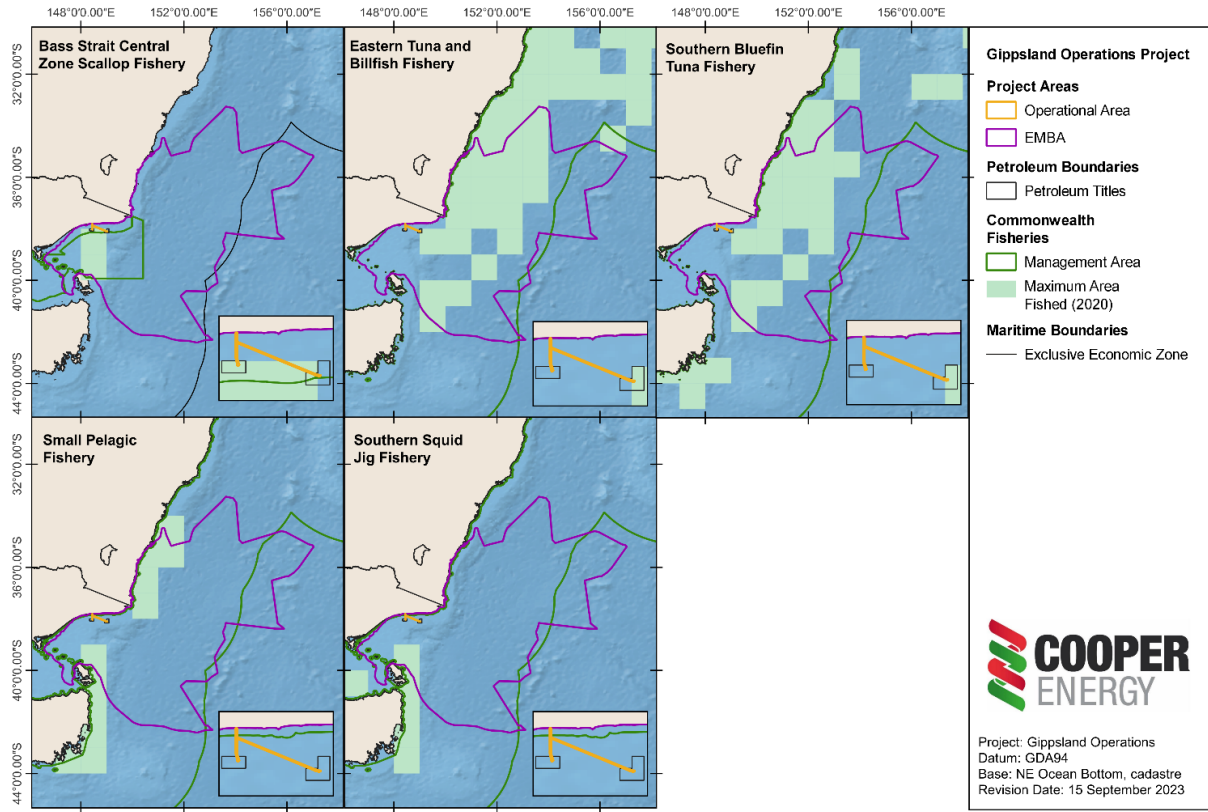 148°0'0.00"E 152°0'0.00"E 156°0'0.00"E 148°0'0.00"E 152°0'0.00"E 156°0'0.00"E 148°0'0.00"E 152°0'0.00"E 156°0'0.00"E
32°0'0.00"S
36°0'0.00"S
40°0'0.00"S
44°0'0.00"S
Bass Strait Central
Zone Scallop Fishery
Eastern Tuna and
Billfish Fishery
Southern Bluefin
Tuna Fishery
32°0'0.00"S
36°0'0.00"S
40°0'0.00"S
44°0'0.00"S
Small Pelagic
Fishery
Southern Squid
Jig Fishery
Gippsland Operations Project
Project Areas
Operational Area
EMBA
Petroleum Boundaries
Petroleum Titles
Commonwealth
Fisheries
Management Area
Maximum Area
Fished (2020)
Maritime Boundaries
Exclusive Economic Zone
COOPER
ENERGY
Project: Gippsland Operations
Datum: GDA94
Base: NE Ocean Bottom, cadastre
Revision Date: 15 September 2023